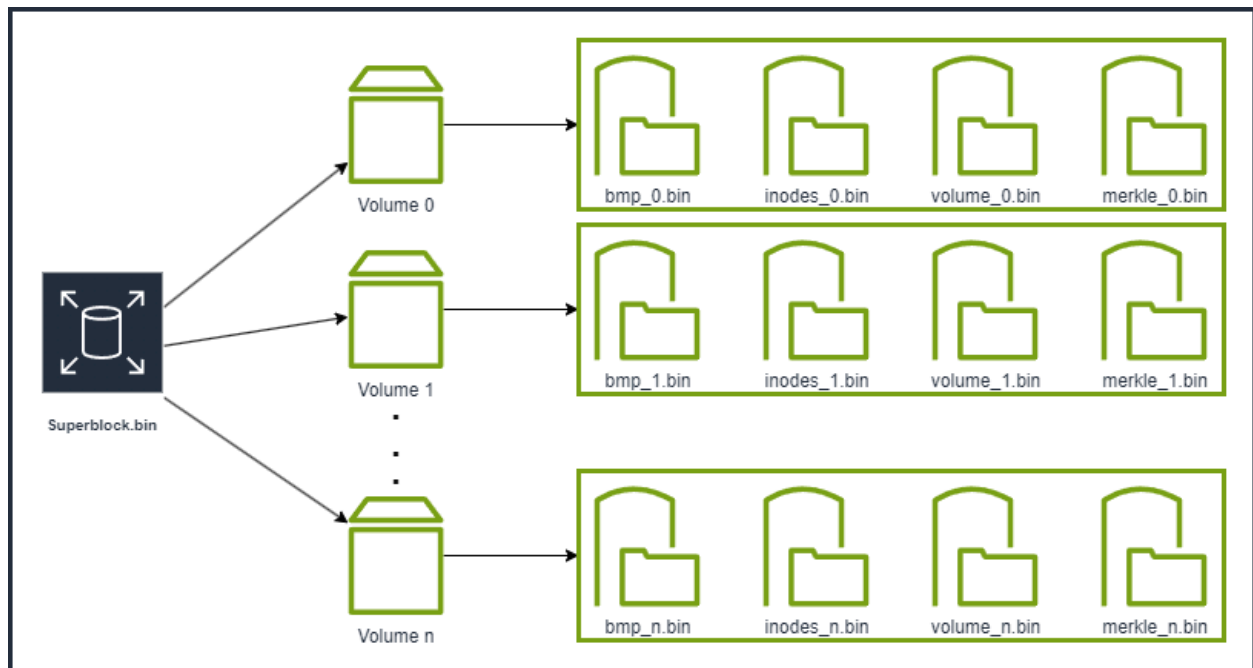 Volume 0
bmp_0.bin
inodes_0.bin
volume_0.bin
merkle_0.bin
Superblock.bin
Volume 1
bmp_1.bin
inodes_1.bin
volume_1.bin
merkle_1.bin
.
.
.
Volume n
bmp_n.bin
inodes_n.bin
volume_n.bin
merkle_n.bin